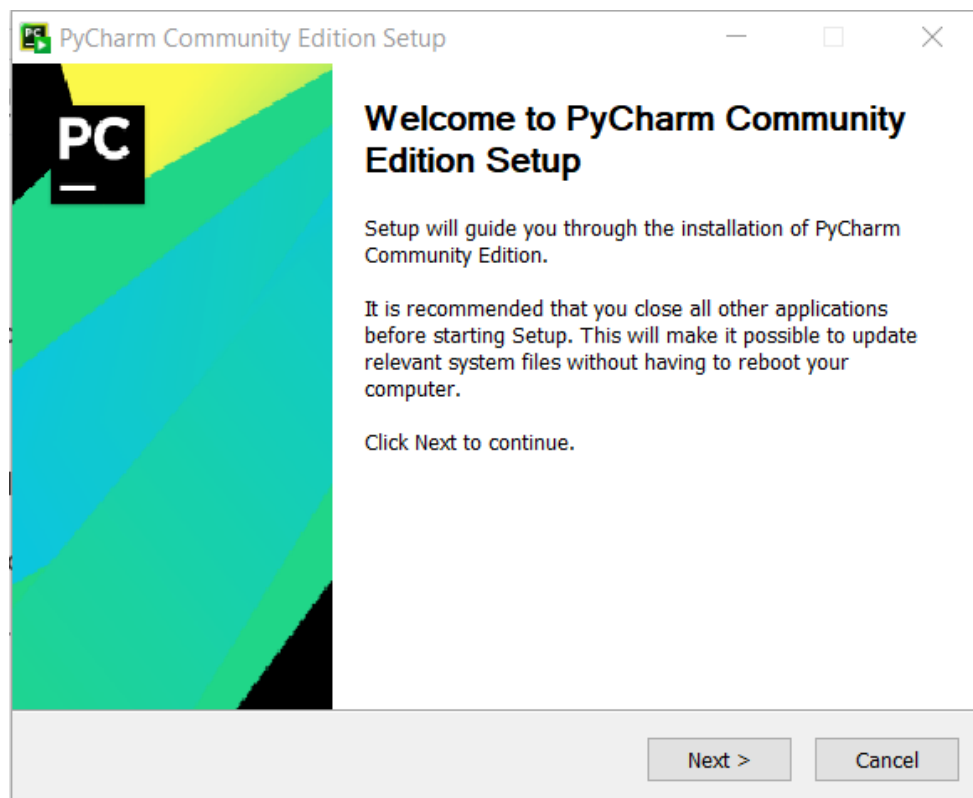 PyCharm Community Edition Setup
PC
Welcome to PyCharm Community
Edition Setup
Setup will guide you through the installation of PyCharm
Community Edition.
It is recommended that you close all other applications
before starting Setup. This will make it possible to update
relevant system files without having to reboot your
computer.
Click Next to continue.
Next >
Cancel